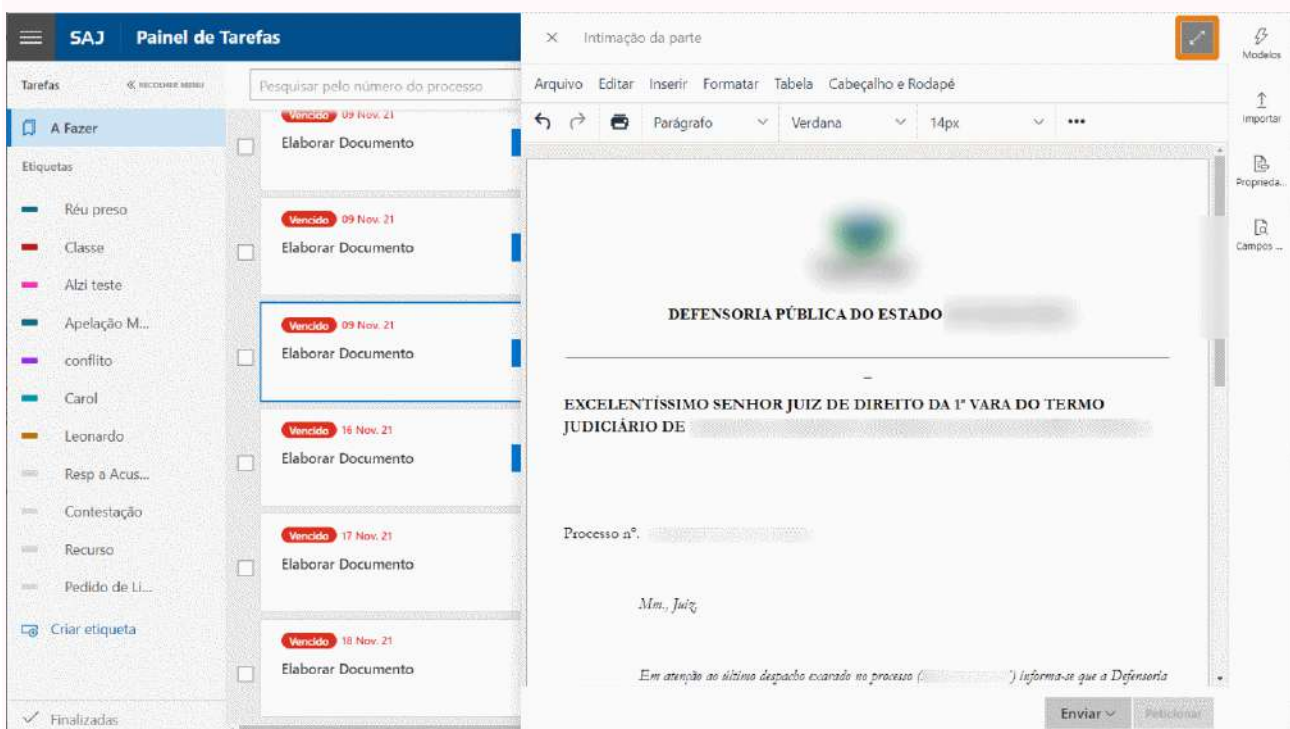 SAJ Painel de Tarefas
Tarefas
RECOLHER MENU
A Fazer
Etiquetas
Réu preso
Classe
Alzi teste
Apelação M...
conflito
Carol
Leonardo
Resp a Acus...
Contestação
Recurso
Pedido de Li...
Criar etiqueta
Finalizadas
Pesquisar pelo número do processo
Vencido 09 Nov. 21
Elaborar Documento
Vencido 09 Nov. 21
Elaborar Documento
Vencido 09 Nov. 21
Elaborar Documento
Vencido 16 Nov. 21
Elaborar Documento
Vencido 17 Nov. 21
Elaborar Documento
Vencido 18 Nov. 21
Elaborar Documento
Intimação da parte
Arquivo Editar Inserir Formatar Tabela Cabeçalho e Rodapé
Parágrafo Verdana 14px
DEFENSORIA PÚBLICA DO ESTADO
EXCELENTÍSSIMO SENHOR JUIZ DE DIREITO DA 1ª VARA DO TERMO
JUDICIÁRIO DE
Processo nº.
Mm., Juiz,
Em atenção ao último despacho exarado no processo ( ) informa-se que a Defensoria
Enviar Peticionar
Modelos
Importar
Proprieda...
Campos ...